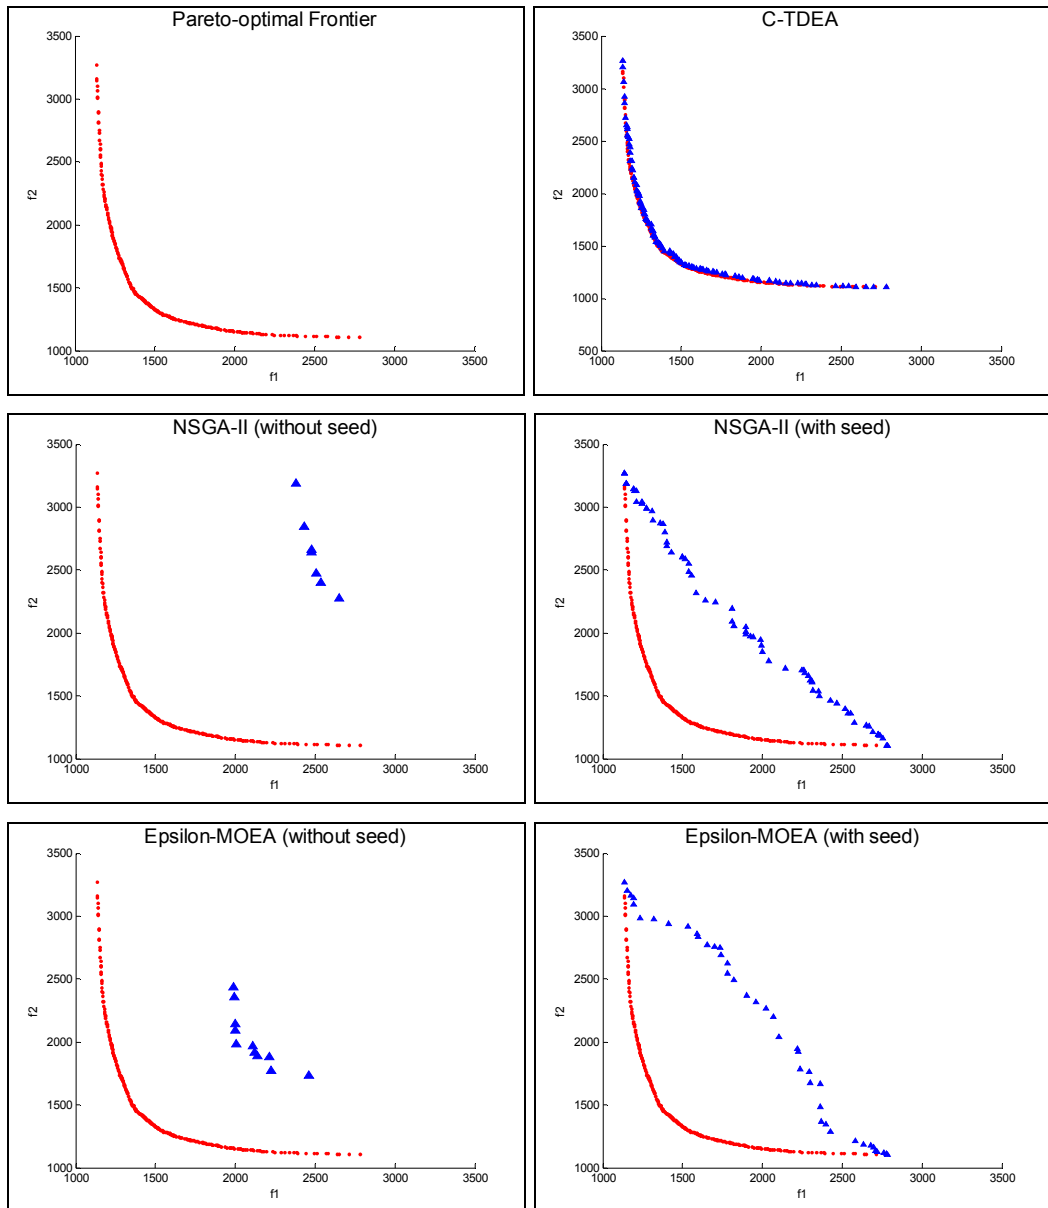 Pareto-optimal Frontier
3500
3000
2500
2000
1500
1000
f2
1000 1500 2000 2500 3000 3500
f1
C-TDEA
3500
3000
2500
2000
1500
1000
500
f2
1000 1500 2000 2500 3000 3500
f1
NSGA-II (without seed)
3500
3000
2500
2000
1500
1000
f2
1000 1500 2000 2500 3000 3500
f1
NSGA-II (with seed)
3500
3000
2500
2000
1500
1000
f2
1000 1500 2000 2500 3000 3500
f1
Epsilon-MOEA (without seed)
3500
3000
2500
2000
1500
1000
f2
1000 1500 2000 2500 3000 3500
f1
Epsilon-MOEA (with seed)
3500
3000
2500
2000
1500
1000
f2
1000 1500 2000 2500 3000 3500
f1